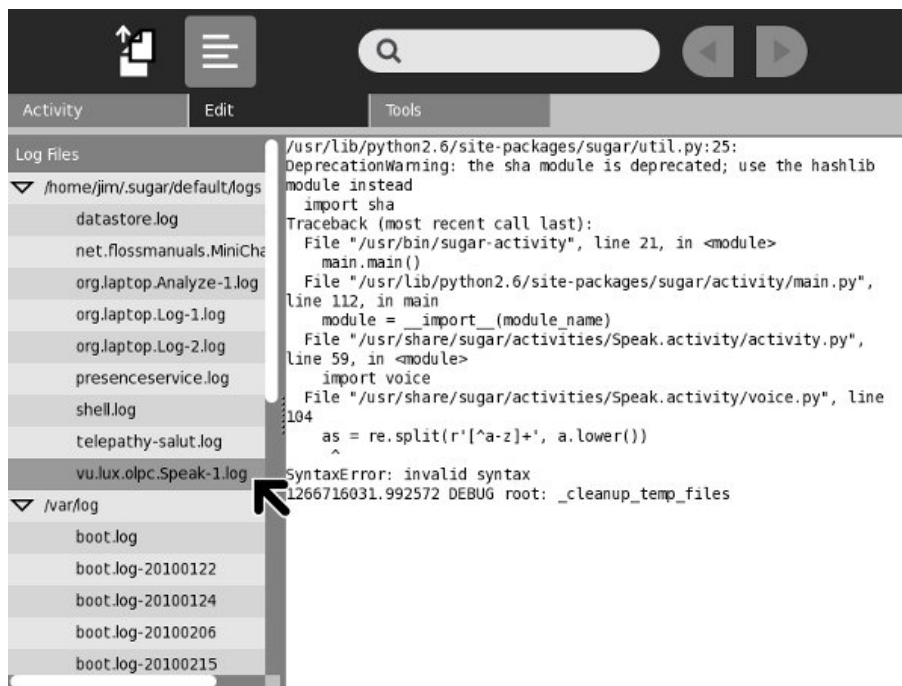 Activity
Edit
Tools
Log Files
/home/jim/.sugar/default/logs
datastore.log
net.flossmanuals.MiniCha
org.laptop.Analyze-1.log
org.laptop.Log-1.log
org.laptop.Log-2.log
presenceservice.log
shell.log
telepathy-salut.log
vu.lux.olpc.Speak-1.log
/var/log
boot.log
boot.log-20100122
boot.log-20100124
boot.log-20100206
boot.log-20100215
/usr/lib/python2.6/site-packages/sugar/util.py:25:
DeprecationWarning: the sha module is deprecated; use the hashlib
module instead
  import sha
Traceback (most recent call last):
  File "/usr/bin/sugar-activity", line 21, in <module>
    main.main()
  File "/usr/lib/python2.6/site-packages/sugar/activity/main.py",
line 112, in main
    module = __import__(module_name)
  File "/usr/share/sugar/activities/Speak.activity/activity.py",
line 59, in <module>
    import voice
  File "/usr/share/sugar/activities/Speak.activity/voice.py", line
104
    as = re.split(r'[^a-z]+', a.lower())
     ^
SyntaxError: invalid syntax
1266716031.992572 DEBUG root: _cleanup_temp_files